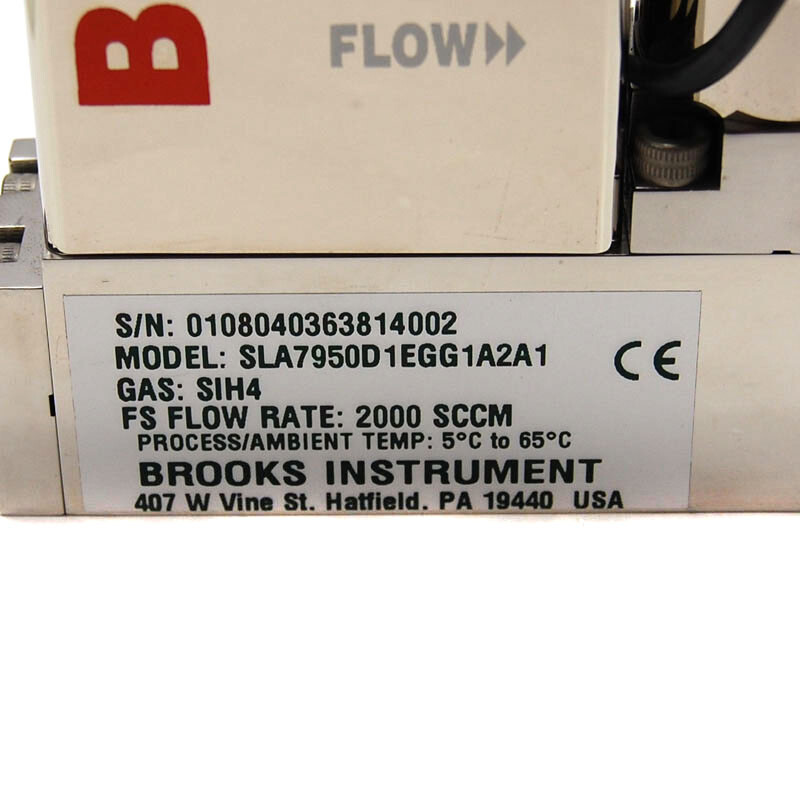 B
FLOW
S/N: 0108040363814002
MODEL: SLA7950D1EGG1A2A1
GAS: SIH4
FS FLOW RATE: 2000 SCCM
PROCESS/AMBIENT TEMP: 5°C to 65°C
BROOKS INSTRUMENT
407 W Vine St. Hatfield. PA 19440 USA
CE